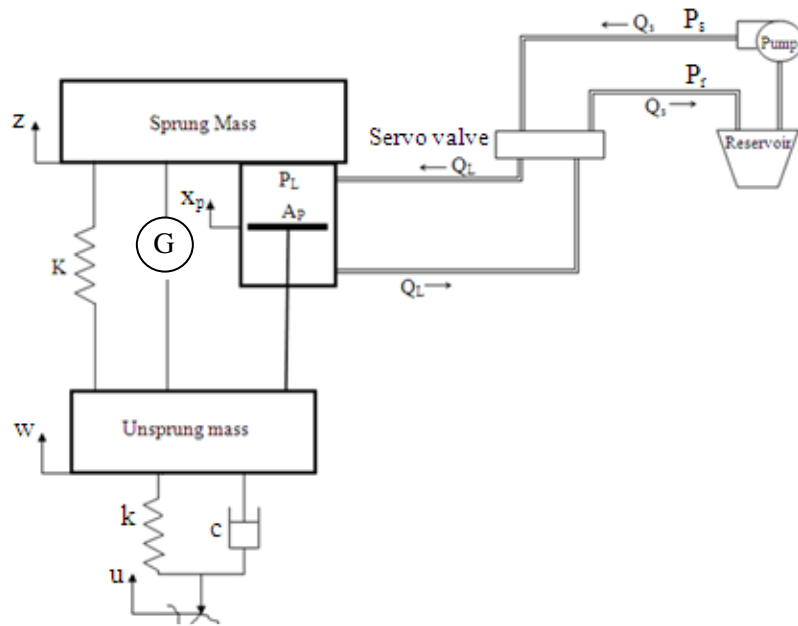 Qs
Ps
Pump
Pr
Qs
Reservoir
Servo valve
z
Sprung Mass
PL
QL
xp
AP
G
K
QL
w
Unsprung mass
k
c
u